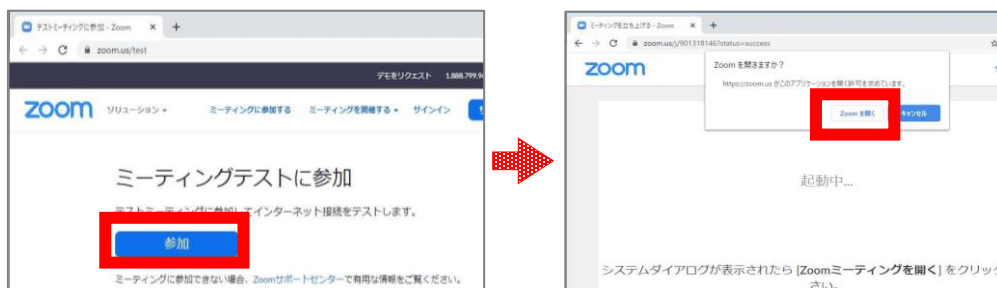 テストミーティングに参加 - Zoom
zoom.us/test
デモをリクエスト 1.888.799.9
zoom ソリューション ミーティングに参加する ミーティングを開催する サインイン
ミーティングテストに参加
テストミーティングに参加してインターネット接続をテストします。
参加
ミーティングに参加できない場合、Zoomサポートセンターで有用な情報をご覧ください。
ミーティングを立ち上げる - Zoom
zoom.us/j/901318146?status=success
zoom
Zoom を開きますか?
https://zoom.us がこのアプリケーションを開く許可を求めています。
Zoom を開く キャンセル
起動中...
システムダイアログが表示されたら [Zoomミーティングを開く] をクリック
さい。